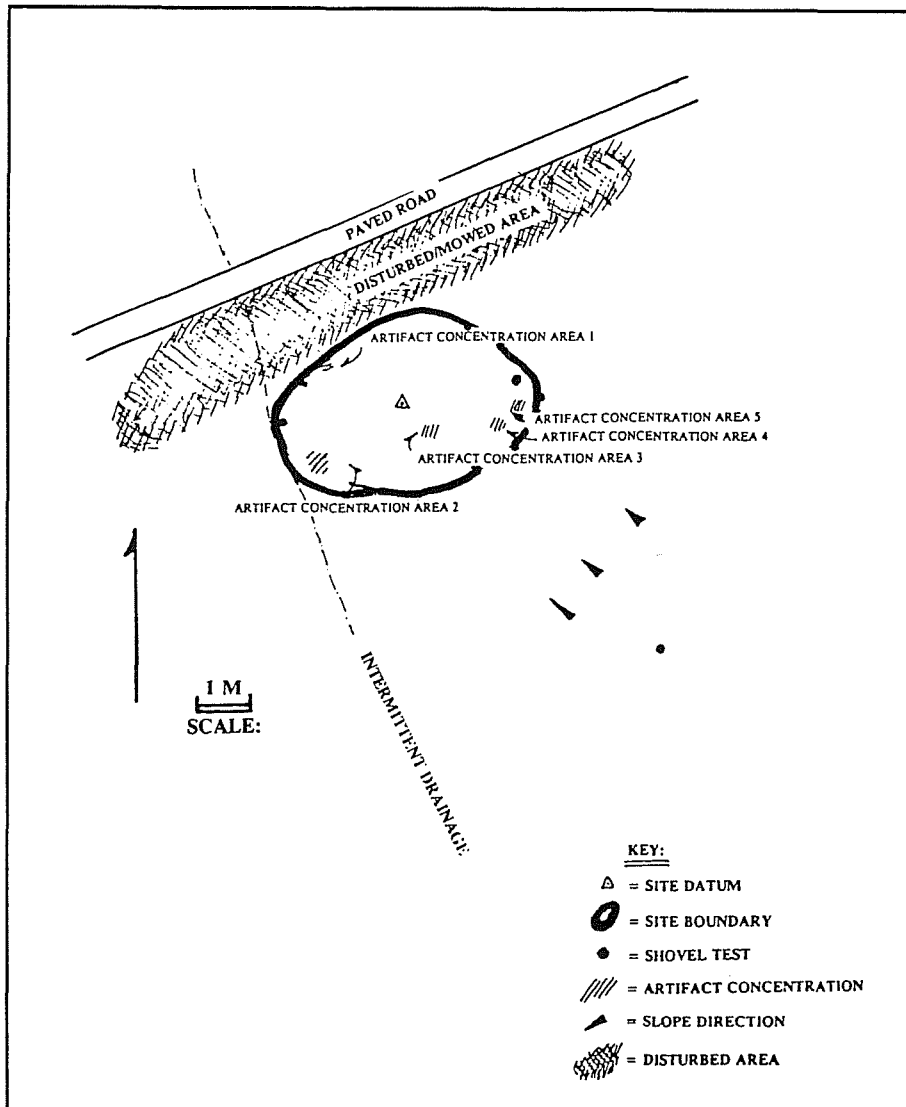 PAVED ROAD
DISTURBED/MOWED AREA
ARTIFACT CONCENTRATION AREA 1
ARTIFACT CONCENTRATION AREA 5
ARTIFACT CONCENTRATION AREA 4
ARTIFACT CONCENTRATION AREA 3
ARTIFACT CONCENTRATION AREA 2
INTERMITTENT DRAINAGE
1 M
SCALE:
KEY:
= SITE DATUM
= SITE BOUNDARY
= SHOVEL TEST
= ARTIFACT CONCENTRATION
= SLOPE DIRECTION
= DISTURBED AREA